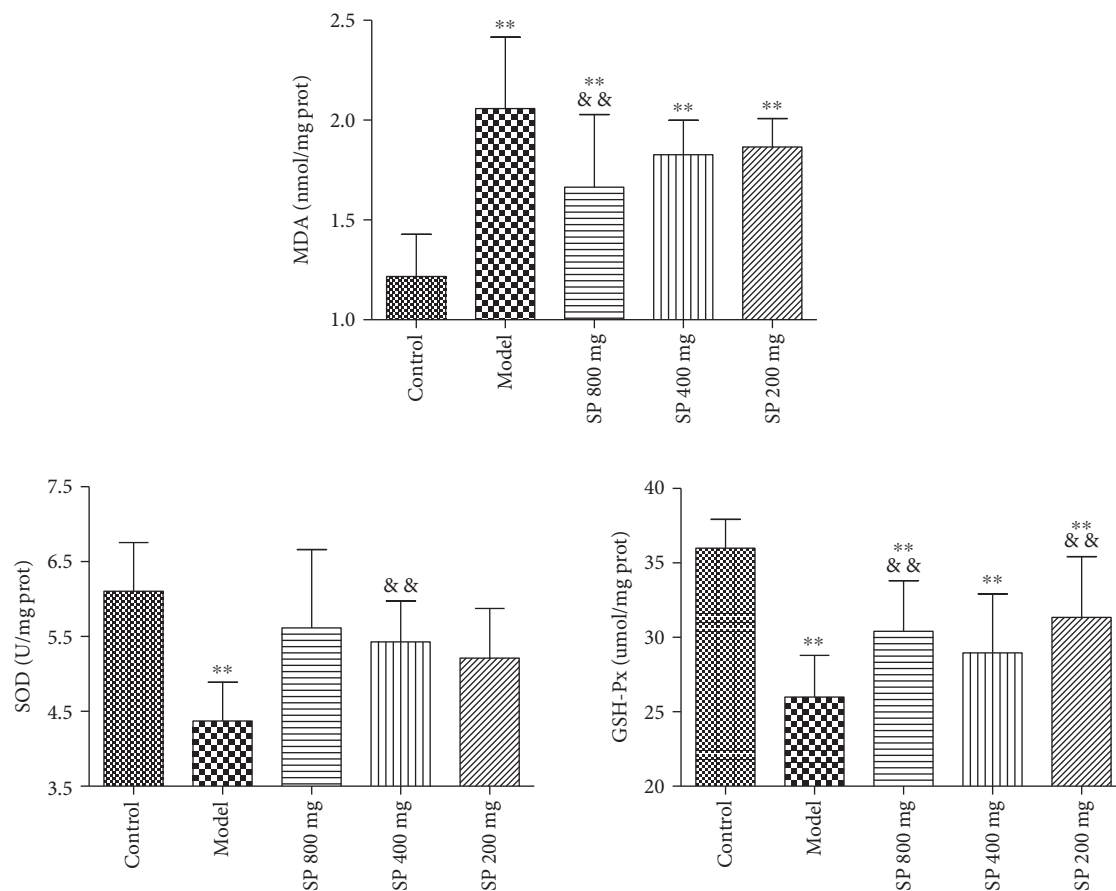 MDA (nmol/mg prot)
2.5
2.0
1.5
1.0
**
**
& &
**
**
Control
Model
SP 800 mg
SP 400 mg
SP 200 mg
SOD (U/mg prot)
7.5
6.5
5.5
4.5
3.5
**
& &
Control
Model
SP 800 mg
SP 400 mg
SP 200 mg
GSH-Px (umol/mg prot)
40
35
30
25
20
**
**
& &
**
**
& &
Control
Model
SP 800 mg
SP 400 mg
SP 200 mg